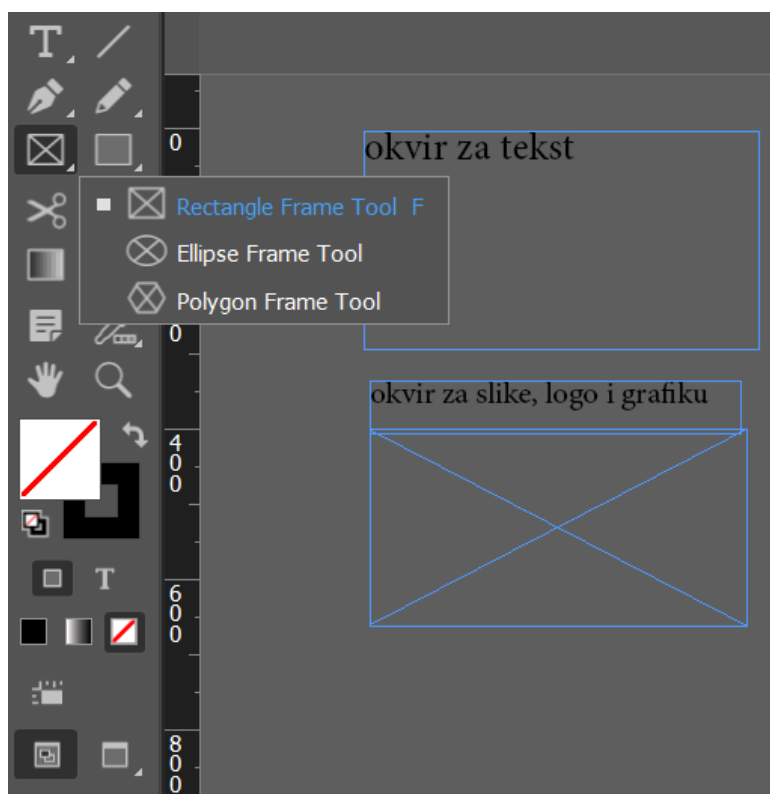 T
0
okvir za tekst
Rectangle Frame Tool F
Ellipse Frame Tool
Polygon Frame Tool
0
okvir za slike, logo i grafiku
400
T
600
800